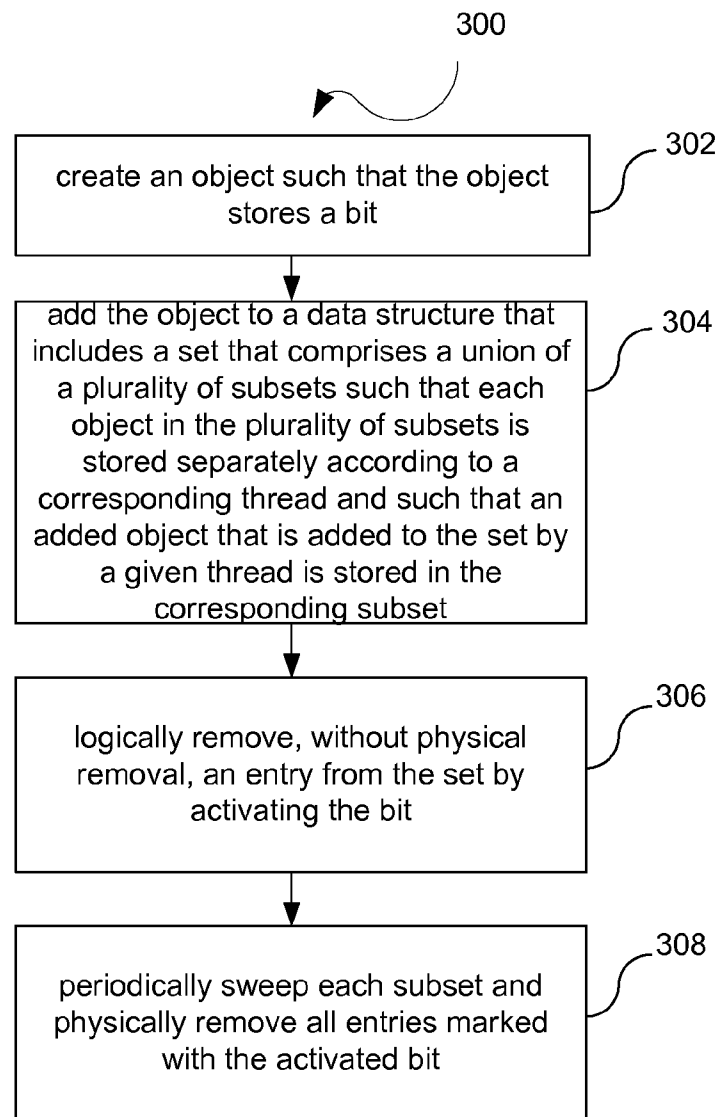 300
302
create an object such that the object
stores a bit
304
add the object to a data structure that
includes a set that comprises a union of
a plurality of subsets such that each
object in the plurality of subsets is
stored separately according to a
corresponding thread and such that an
added object that is added to the set by
a given thread is stored in the
corresponding subset
306
logically remove, without physical
removal, an entry from the set by
activating the bit
308
periodically sweep each subset and
physically remove all entries marked
with the activated bit